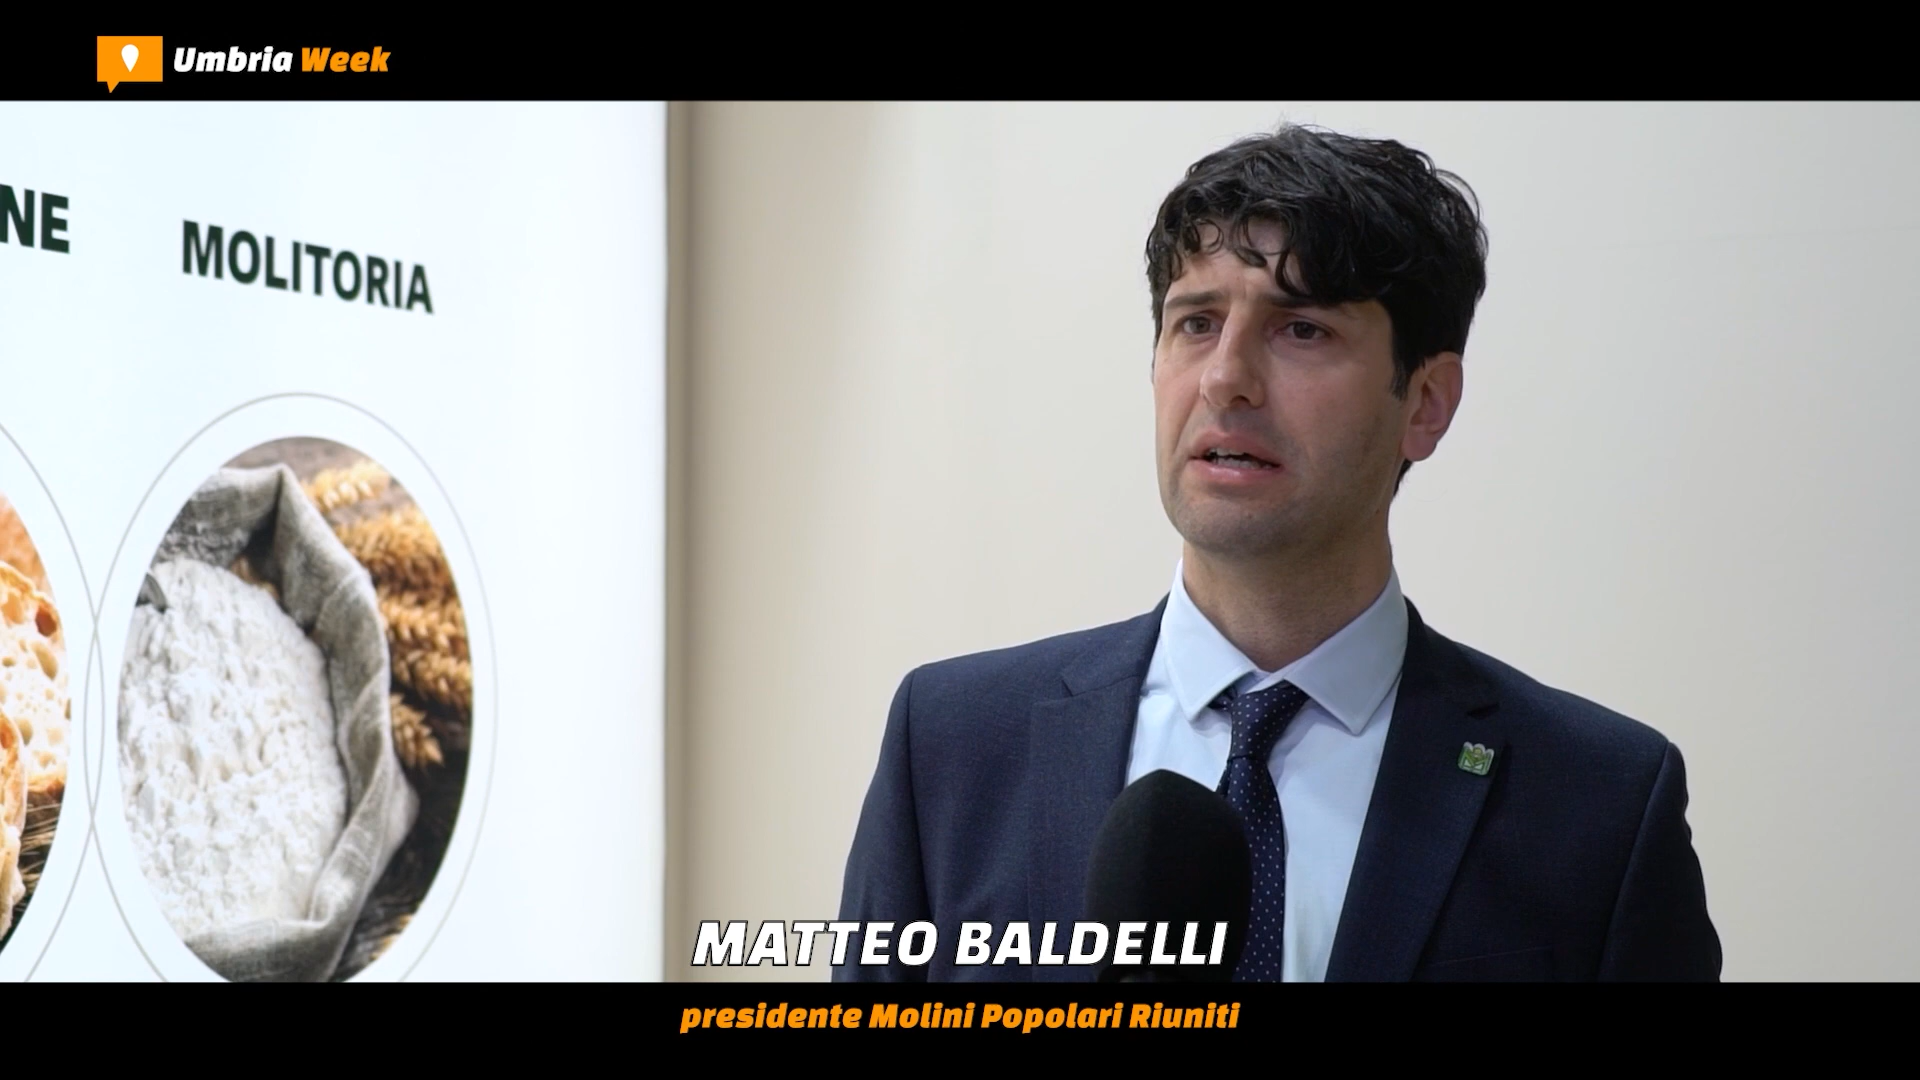 Umbria Week
NE
MOLITORIA
MATTEO BALDELLI
presidente Molini Popolari Riuniti